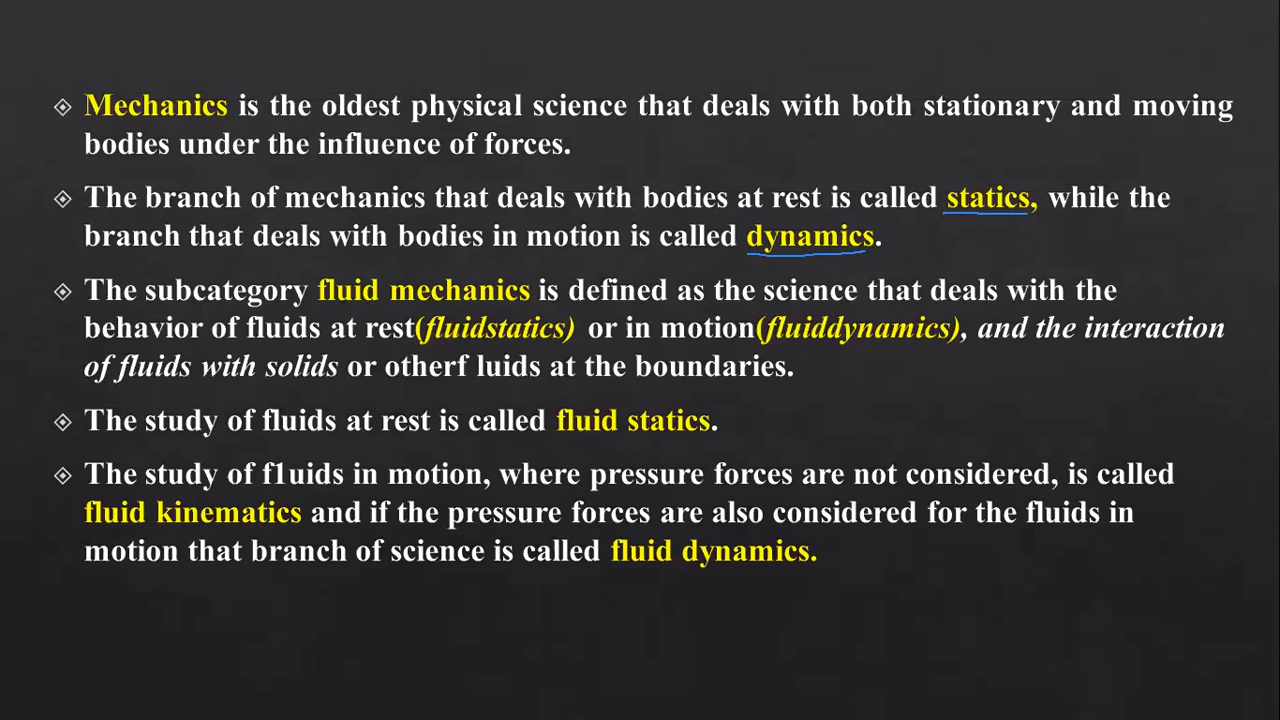 Mechanics is the oldest physical science that deals with both stationary and moving
bodies under the influence of forces.
The branch of mechanics that deals with bodies at rest is called statics, while the
branch that deals with bodies in motion is called dynamics.
The subcategory fluid mechanics is defined as the science that deals with the
behavior of fluids at rest(fluidstatics) or in motion(fluiddynamics), and the interaction
of fluids with solids or otherf luids at the boundaries.
The study of fluids at rest is called fluid statics.
The study of f1uids in motion, where pressure forces are not considered, is called
fluid kinematics and if the pressure forces are also considered for the fluids in
motion that branch of science is called fluid dynamics.